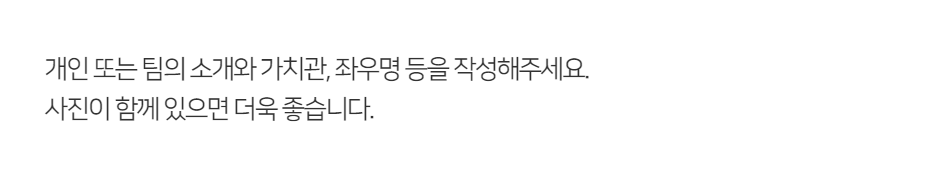 개인 또는 팀의 소개와 가치관, 좌우명 등을 작성해주세요.
사진이 함께 있으면 더욱 좋습니다.